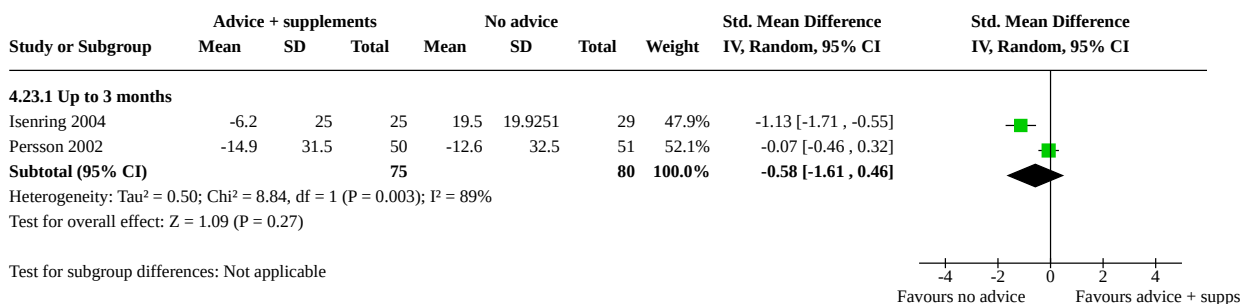 Advice + supplements No advice Std. Mean Difference Std. Mean Difference
Study or Subgroup Mean SD Total Mean SD Total Weight IV, Random, 95% CI IV, Random, 95% CI
4.23.1 Up to 3 months
Isenring 2004 -6.2 25 25 19.5 19.9251 29 47.9% -1.13 [-1.71 , -0.55]
Persson 2002 -14.9 31.5 50 -12.6 32.5 51 52.1% -0.07 [-0.46 , 0.32]
Subtotal (95% CI) 75 80 100.0% -0.58 [-1.61 , 0.46]
Heterogeneity: Tau² = 0.50; Chi² = 8.84, df = 1 (P = 0.003); I² = 89%
Test for overall effect: Z = 1.09 (P = 0.27)
Test for subgroup differences: Not applicable
-4 -2 0 2 4
Favours no advice Favours advice + supps